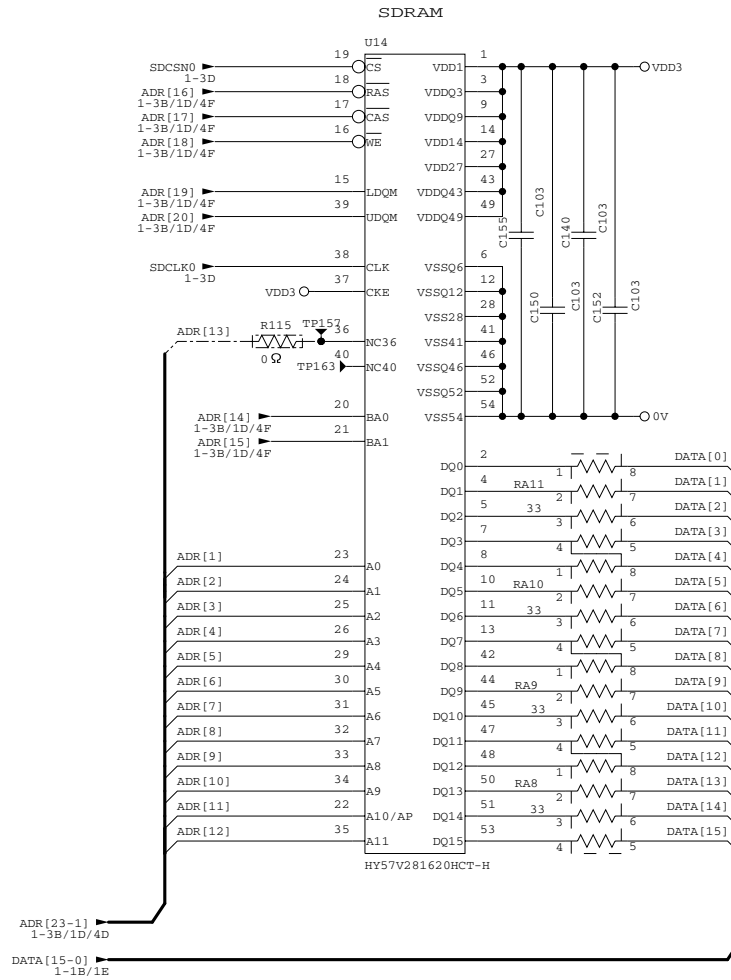 SDRAM
U14
SDCSN0 19 CS VDD1 1 VDD3
1-3D
ADR[16] 18 RAS VDDQ3 3
1-3B/1D/4F
ADR[17] 17 CAS VDDQ9 9
1-3B/1D/4F
ADR[18] 16 WE VDD14 14
1-3B/1D/4F
VDD27 27
ADR[19] 15 LDQM VDDQ43 43
1-3B/1D/4F
ADR[20] 39 UDQM VDDQ49 49
1-3B/1D/4F
C155 C103 C140 C103
SDCLK0 38 CLK VSSQ6 6
1-3D
VDD3 37 CKE VSSQ12 12
C150 C103 C152 C103
VSS28 28
ADR[13] R115 TP157 36 NC36 VSS41 41
0Ω
TP163 40 NC40 VSSQ46 46
VSSQ52 52
ADR[14] 20 BA0 VSS54 54 0V
1-3B/1D/4F
ADR[15] 21 BA1
1-3B/1D/4F
DQ0 2 1 8 DATA[0]
DQ1 4 RA11 2 7 DATA[1]
DQ2 5 33 3 6 DATA[2]
DQ3 7 4 5 DATA[3]
ADR[1] 23 A0 DQ4 8 1 8 DATA[4]
ADR[2] 24 A1 DQ5 10 RA10 2 7 DATA[5]
ADR[3] 25 A2 DQ6 11 33 3 6 DATA[6]
ADR[4] 26 A3 DQ7 13 4 5 DATA[7]
ADR[5] 29 A4 DQ8 42 1 8 DATA[8]
ADR[6] 30 A5 DQ9 44 RA9 2 7 DATA[9]
ADR[7] 31 A6 DQ10 45 33 3 6 DATA[10]
ADR[8] 32 A7 DQ11 47 4 5 DATA[11]
ADR[9] 33 A8 DQ12 48 1 8 DATA[12]
ADR[10] 34 A9 DQ13 50 RA8 2 7 DATA[13]
ADR[11] 22 A10/AP DQ14 51 33 3 6 DATA[14]
ADR[12] 35 A11 DQ15 53 4 5 DATA[15]
HY57V281620HCT-H
ADR[23-1]
1-3B/1D/4D
DATA[15-0]
1-1B/1E